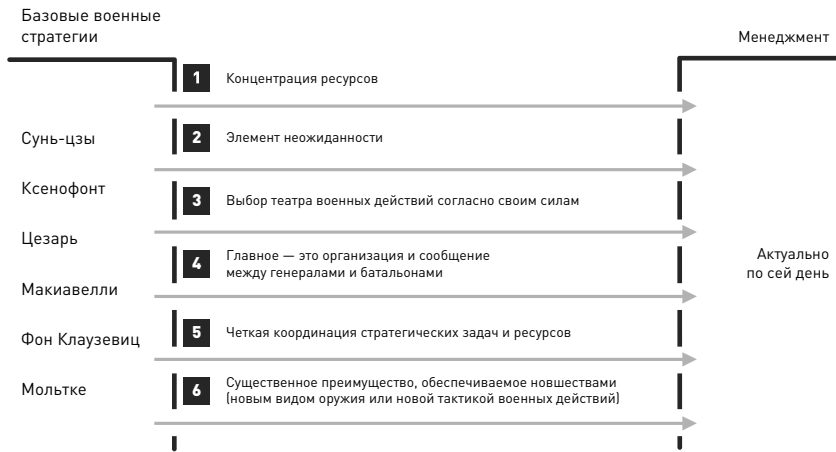 Базовые военные
стратегии
Менеджмент
1 Концентрация ресурсов
Сунь-цзы
2 Элемент неожиданности
Ксенофонт
3 Выбор театра военных действий согласно своим силам
Цезарь
4 Главное — это организация и сообщение
между генералами и батальонами
Актуально
по сей день
Макиавелли
Фон Клаузевиц
5 Четкая координация стратегических задач и ресурсов
Мольтке
6 Существенное преимущество, обеспечиваемое новшествами
(новым видом оружия или новой тактикой военных действий)